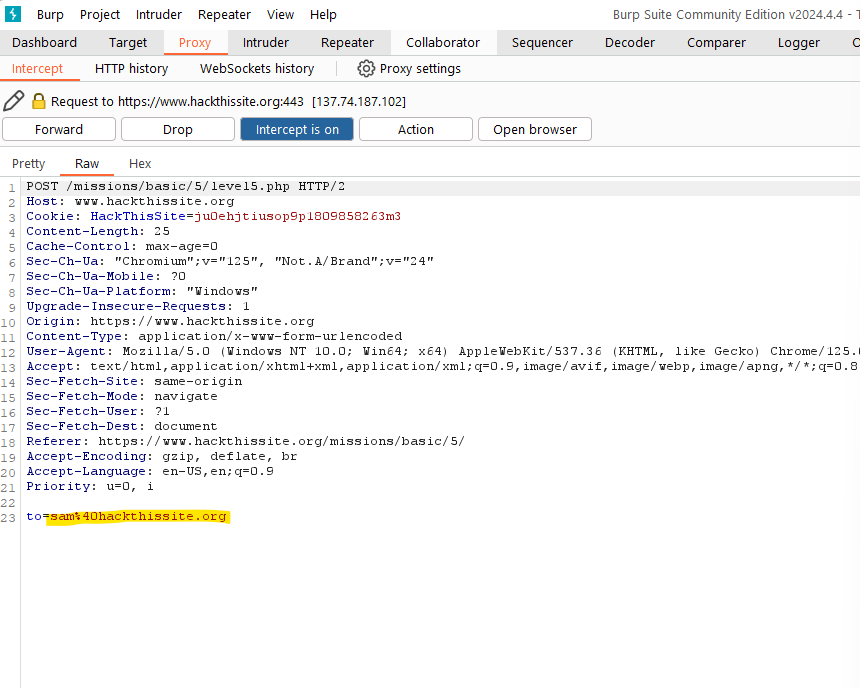 Burp Project Intruder Repeater View Help Burp Suite Community Edition v2024.4.4 -
Dashboard Target Proxy Intruder Repeater Collaborator Sequencer Decoder Comparer Logger
Intercept HTTP history WebSockets history Proxy settings
Request to https://www.hackthissite.org:443 [137.74.187.102]
Forward Drop Intercept is on Action Open browser
Pretty Raw Hex
1 POST /missions/basic/5/level5.php HTTP/2
2 Host: www.hackthissite.org
3 Cookie: HackThisSite=ju0ehjtiusop9p1809858263m3
4 Content-Length: 25
5 Cache-Control: max-age=0
6 Sec-Ch-Ua: "Chromium";v="125", "Not.A/Brand";v="24"
7 Sec-Ch-Ua-Mobile: ?0
8 Sec-Ch-Ua-Platform: "Windows"
9 Upgrade-Insecure-Requests: 1
10 Origin: https://www.hackthissite.org
11 Content-Type: application/x-www-form-urlencoded
12 User-Agent: Mozilla/5.0 (Windows NT 10.0; Win64; x64) AppleWebKit/537.36 (KHTML, like Gecko) Chrome/125.0
13 Accept: text/html,application/xhtml+xml,application/xml;q=0.9,image/avif,image/webp,image/apng,*/*;q=0.8
14 Sec-Fetch-Site: same-origin
15 Sec-Fetch-Mode: navigate
16 Sec-Fetch-User: ?1
17 Sec-Fetch-Dest: document
18 Referer: https://www.hackthissite.org/missions/basic/5/
19 Accept-Encoding: gzip, deflate, br
20 Accept-Language: en-US,en;q=0.9
21 Priority: u=0, i
22
23 to=sam%40hackthissite.org